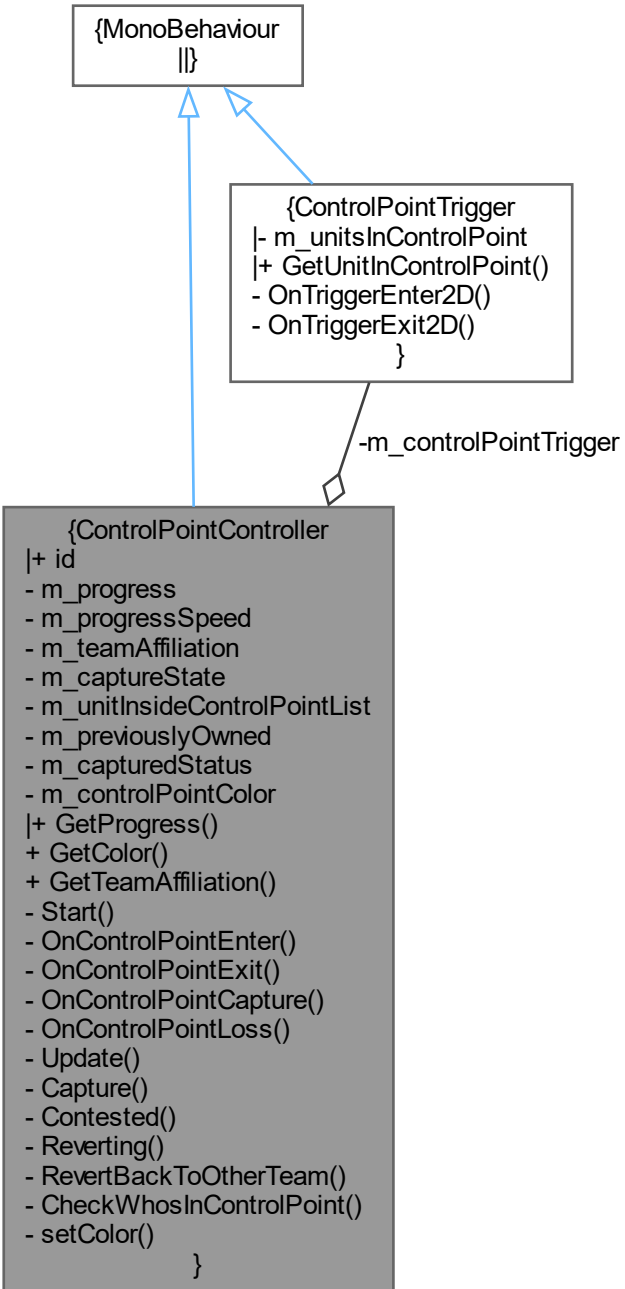 {MonoBehaviour
||}
{ControlPointTrigger
|- m_unitsInControlPoint
|+ GetUnitInControlPoint()
- OnTriggerEnter2D()
- OnTriggerExit2D()
}
-m_controlPointTrigger
{ControlPointController
|+ id
- m_progress
- m_progressSpeed
- m_teamAffiliation
- m_captureState
- m_unitInsideControlPointList
- m_previouslyOwned
- m_capturedStatus
- m_controlPointColor
|+ GetProgress()
+ GetColor()
+ GetTeamAffiliation()
- Start()
- OnControlPointEnter()
- OnControlPointExit()
- OnControlPointCapture()
- OnControlPointLoss()
- Update()
- Capture()
- Contested()
- Reverting()
- RevertBackToOtherTeam()
- CheckWhosInControlPoint()
- setColor()
}